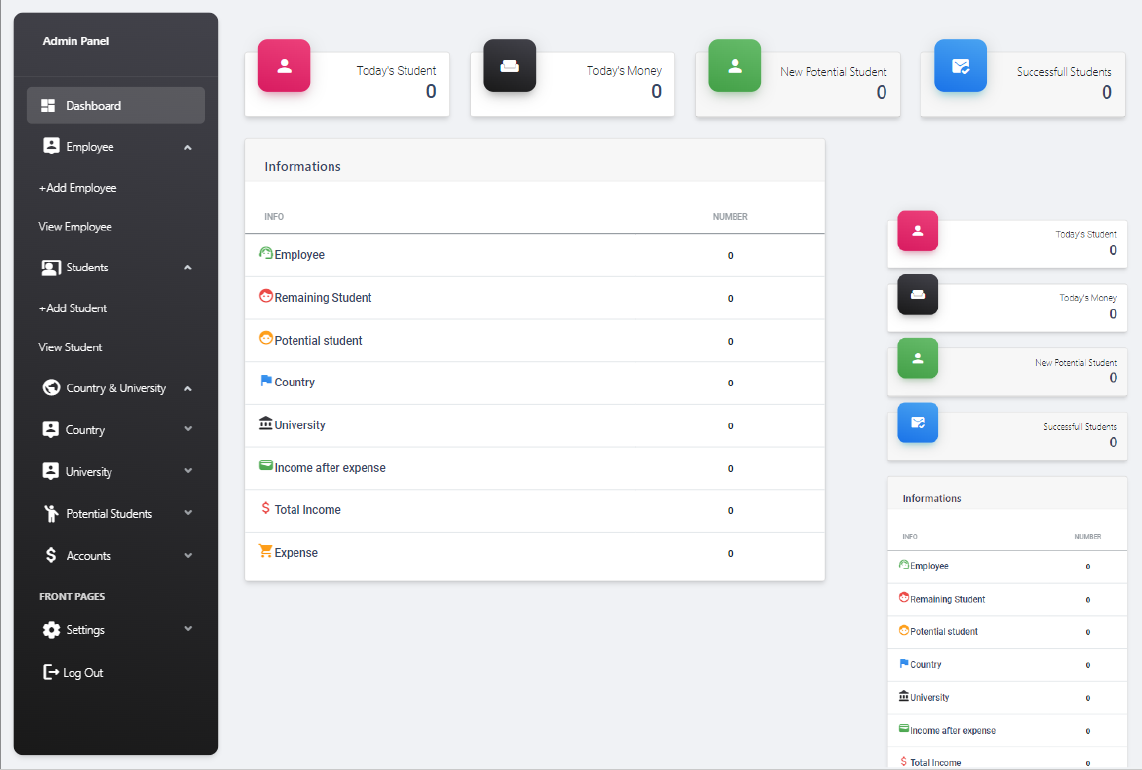 Admin Panel
Dashboard
Employee
+Add Employee
View Employee
Students
+Add Student
View Student
Country & University
Country
University
Potential Students
Accounts
FRONT PAGES
Settings
Log Out
Today's Student
0
Today's Money
0
New Potential Student
0
Successfull Students
0
Informations
INFO NUMBER
Employee 0
Remaining Student 0
Potential student 0
Country 0
University 0
Income after expense 0
Total Income 0
Expense 0
Today's Student
0
Today's Money
0
New Potential Student
0
Successfull Students
0
Informations
INFO NUMBER
Employee 0
Remaining Student 0
Potential student 0
Country 0
University 0
Income after expense 0
Total Income 0